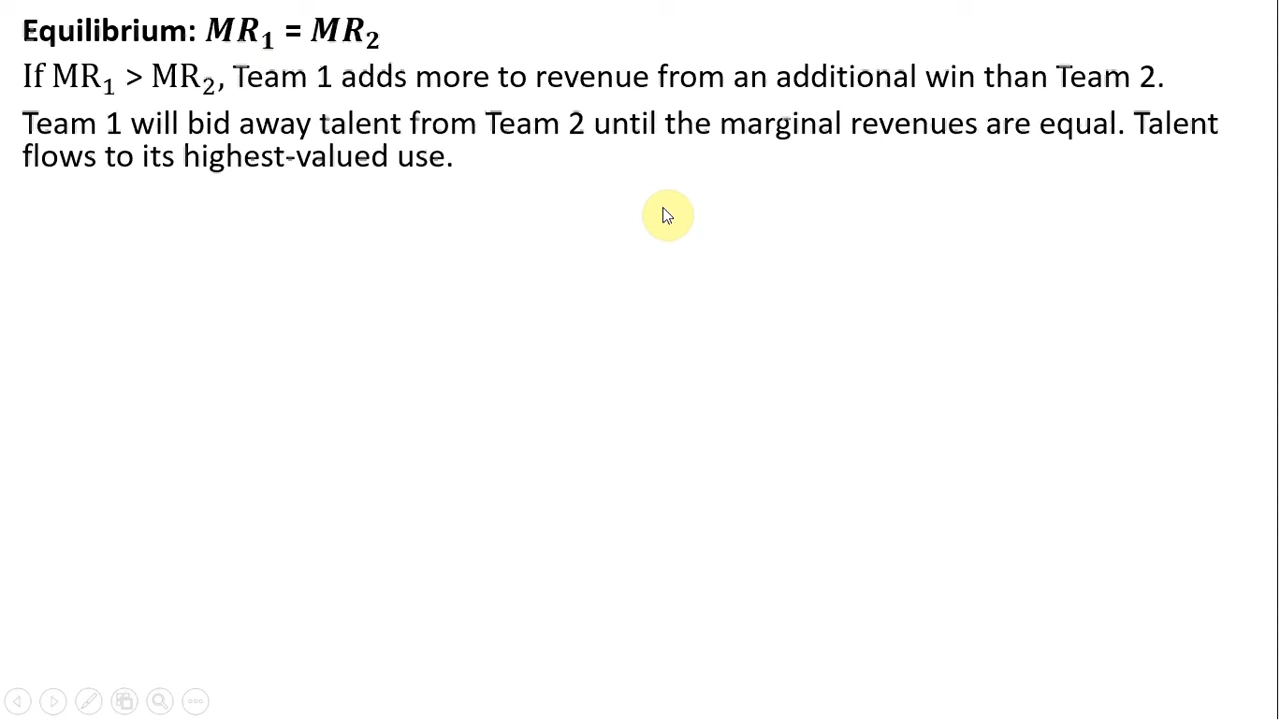 Equilibrium: MR₁ = MR₂
If MR₁ > MR₂, Team 1 adds more to revenue from an additional win than Team 2.
Team 1 will bid away talent from Team 2 until the marginal revenues are equal. Talent
flows to its highest-valued use.